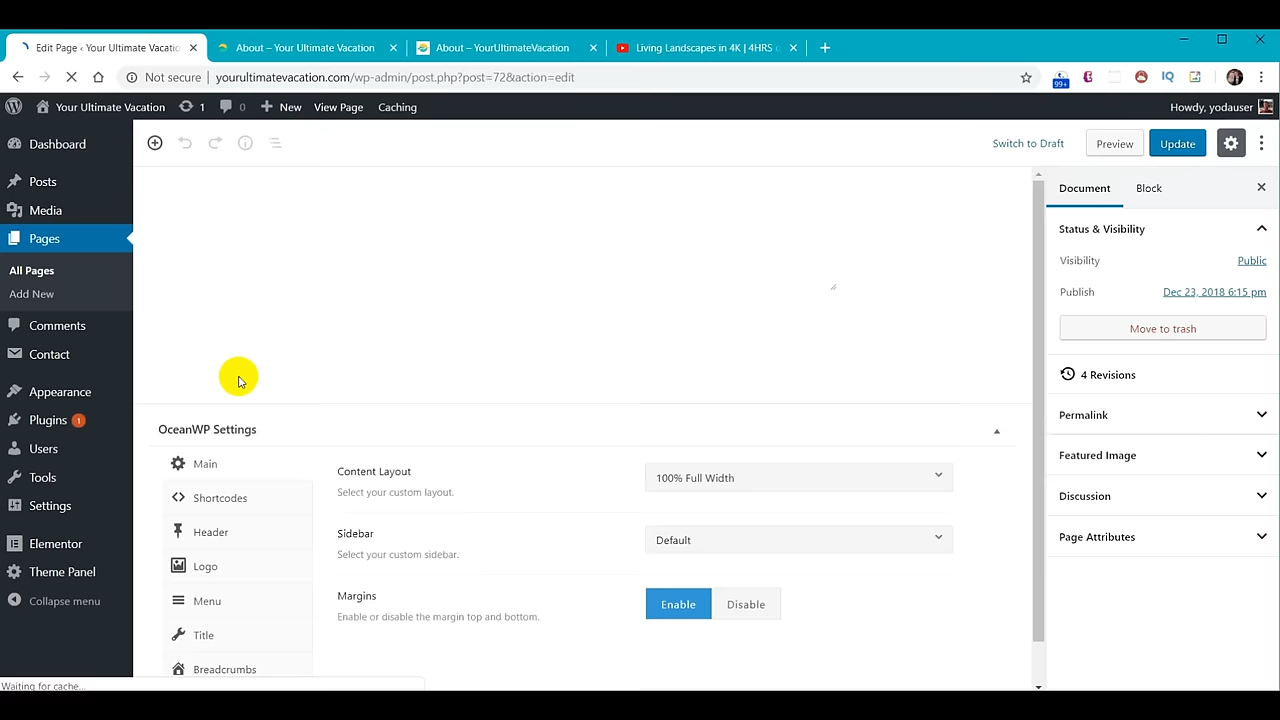 Edit Page ‹ Your Ultimate Vacatio
About – Your Ultimate Vacation
About – YourUltimateVacation
Living Landscapes in 4K | 4HRS o
Not secure
yourultimatevacation.com/wp-admin/post.php?post=72&action=edit
99+
IQ
Your Ultimate Vacation
1
0
New
View Page
Caching
Howdy, yodauser
Dashboard
Posts
Media
Pages
All Pages
Add New
Comments
Contact
Appearance
Plugins 1
Users
Tools
Settings
Elementor
Theme Panel
Collapse menu
Waiting for cache...
Switch to Draft
Preview
Update
OceanWP Settings
Main
Shortcodes
Header
Logo
Menu
Title
Breadcrumbs
Content Layout
Select your custom layout.
100% Full Width
Sidebar
Select your custom sidebar.
Default
Margins
Enable or disable the margin top and bottom.
Enable
Disable
Document
Block
Status & Visibility
Visibility
Public
Publish
Dec 23, 2018 6:15 pm
Move to trash
4 Revisions
Permalink
Featured Image
Discussion
Page Attributes